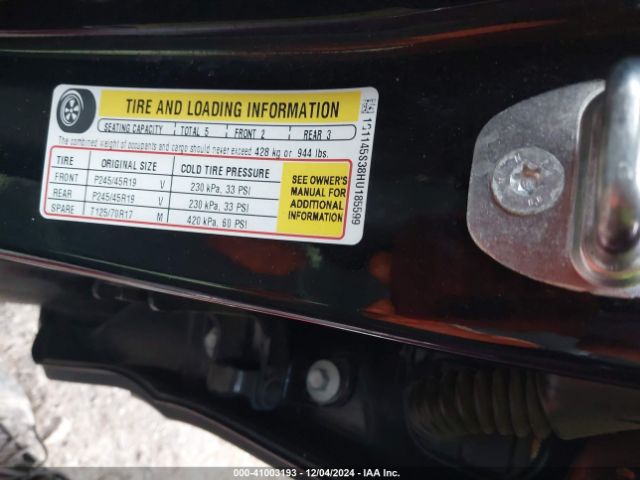 TIRE AND LOADING INFORMATION
SEATING CAPACITY TOTAL 5 FRONT 2 REAR 3
The combined weight of occupants and cargo should never exceed 428 kg or 944 lbs.
TIRE ORIGINAL SIZE COLD TIRE PRESSURE
FRONT P245/45R19 V 230 kPa, 33 PSI
REAR P245/45R19 V 230 kPa, 33 PSI
SPARE T125/70R17 M 420 kPa, 60 PSI
SEE OWNER'S
MANUAL FOR
ADDITIONAL
INFORMATION
1G1145S38HU185599
000-41003193 - 12/04/2024 - IAA Inc.